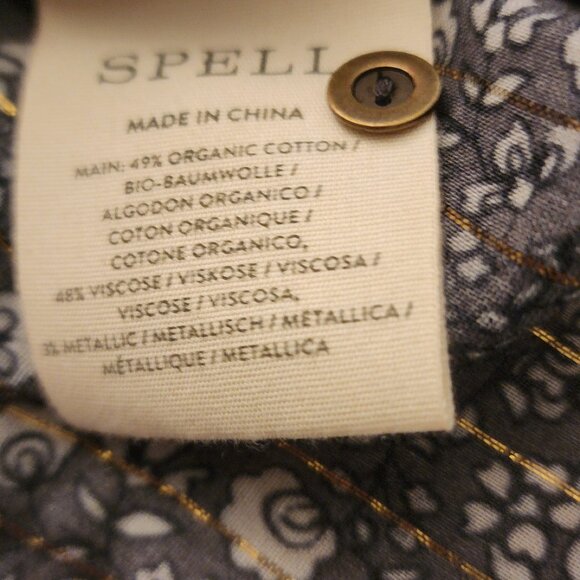 SPELL
MADE IN CHINA
MAIN: 49% ORGANIC COTTON /
BIO-BAUMWOLLE /
ALGODON ORGANICO /
COTON ORGANIQUE /
COTONE ORGANICO,
48% VISCOSE / VISKOSE / VISCOSA /
VISCOSE / VISCOSA,
3% METALLIC / METALLISCH / METALLICA /
MÉTALLIQUE / METALLICA